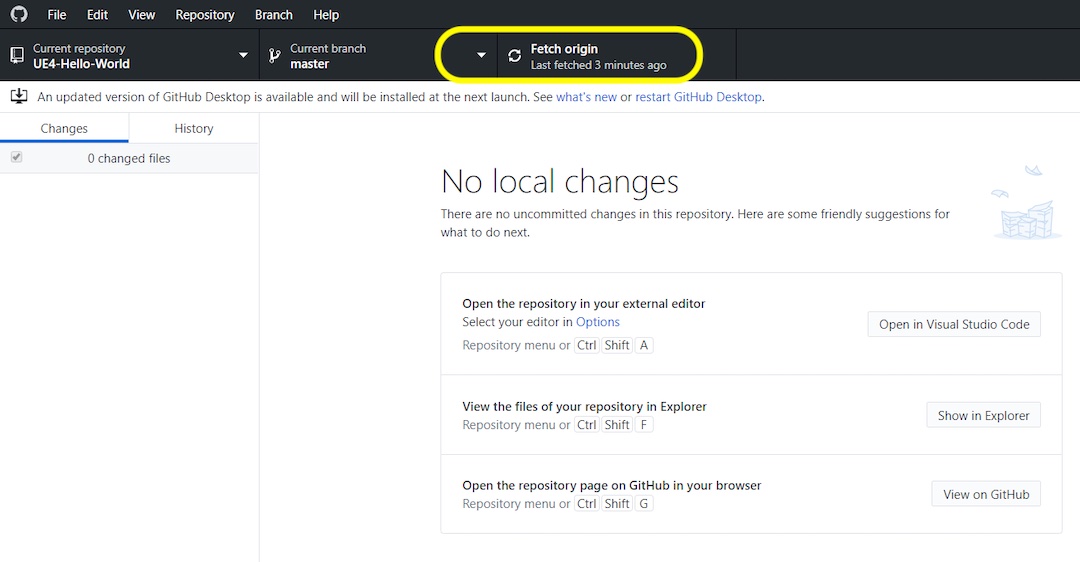 File Edit View Repository Branch Help
Current repository
UE4-Hello-World
Current branch
master
Fetch origin
Last fetched 3 minutes ago
An updated version of GitHub Desktop is available and will be installed at the next launch. See what's new or restart GitHub Desktop.
Changes History
0 changed files
No local changes
There are no uncommitted changes in this repository. Here are some friendly suggestions for
what to do next.
Open the repository in your external editor
Select your editor in Options
Repository menu or Ctrl Shift A
Open in Visual Studio Code
View the files of your repository in Explorer
Repository menu or Ctrl Shift F
Show in Explorer
Open the repository page on GitHub in your browser
Repository menu or Ctrl Shift G
View on GitHub